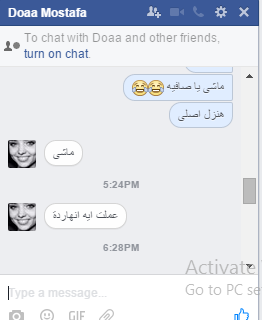 Doaa Mostafa
To chat with Doaa and other friends,
turn on chat.
ماشى يا صافيه 😂😂
هنزل اصلى
ماشى
5:24PM
عملت ايه انهاردة
6:28PM
Activate
Go to PC se
Type a message...
GIF